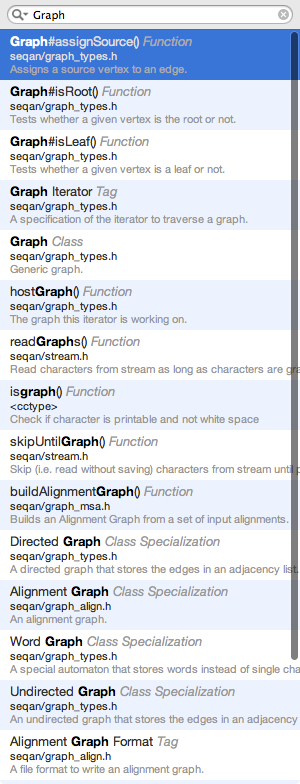 Graph
Graph#assignSource() Function
seqan/graph_types.h
Assigns a source vertex to an edge.
Graph#isRoot() Function
seqan/graph_types.h
Tests whether a given vertex is the root or not.
Graph#isLeaf() Function
seqan/graph_types.h
Tests whether a given vertex is a leaf or not.
Graph Iterator Tag
seqan/graph_types.h
A specification of the iterator to traverse a graph.
Graph Class
seqan/graph_types.h
Generic graph.
hostGraph() Function
seqan/graph_types.h
The graph this iterator is working on.
readGraphs() Function
seqan/stream.h
Read characters from stream as long as characters are gra
isgraph() Function
<cctype>
Check if character is printable and not white space
skipUntilGraph() Function
seqan/stream.h
Skip (i.e. read without saving) characters from stream until p
buildAlignmentGraph() Function
seqan/graph_msa.h
Builds an Alignment Graph from a set of input alignments.
Directed Graph Class Specialization
seqan/graph_types.h
A directed graph that stores the edges in an adjacency list.
Alignment Graph Class Specialization
seqan/graph_align.h
An alignment graph.
Word Graph Class Specialization
seqan/graph_types.h
A special automaton that stores words instead of single cha
Undirected Graph Class Specialization
seqan/graph_types.h
An undirected graph that stores the edges in an adjacency
Alignment Graph Format Tag
seqan/graph_align.h
A file format to write an alignment graph.